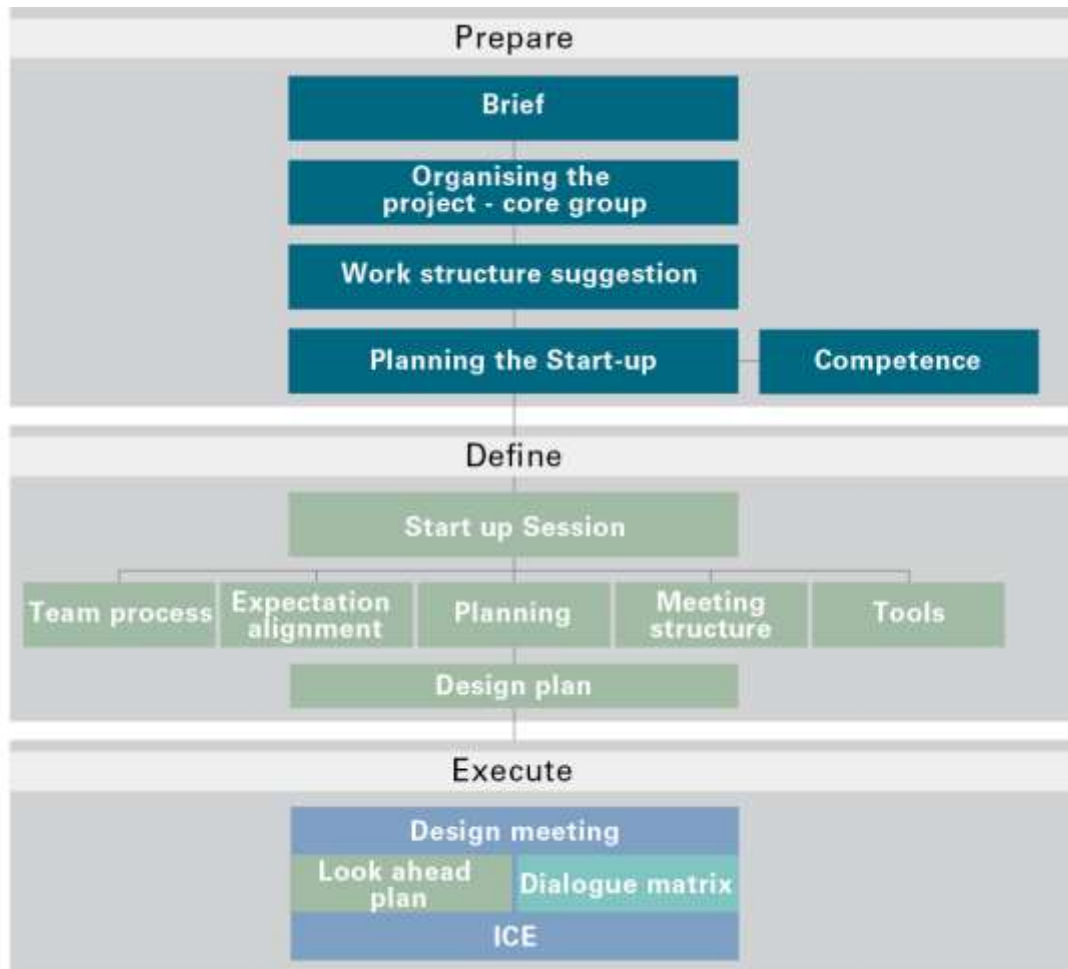 Prepare
Brief
Organising the
project - core group
Work structure suggestion
Planning the Start-up
Competence
Define
Start up Session
Team process
Expectation
alignment
Planning
Meeting
structure
Tools
Design plan
Execute
Design meeting
Look ahead
plan
Dialogue matrix
ICE